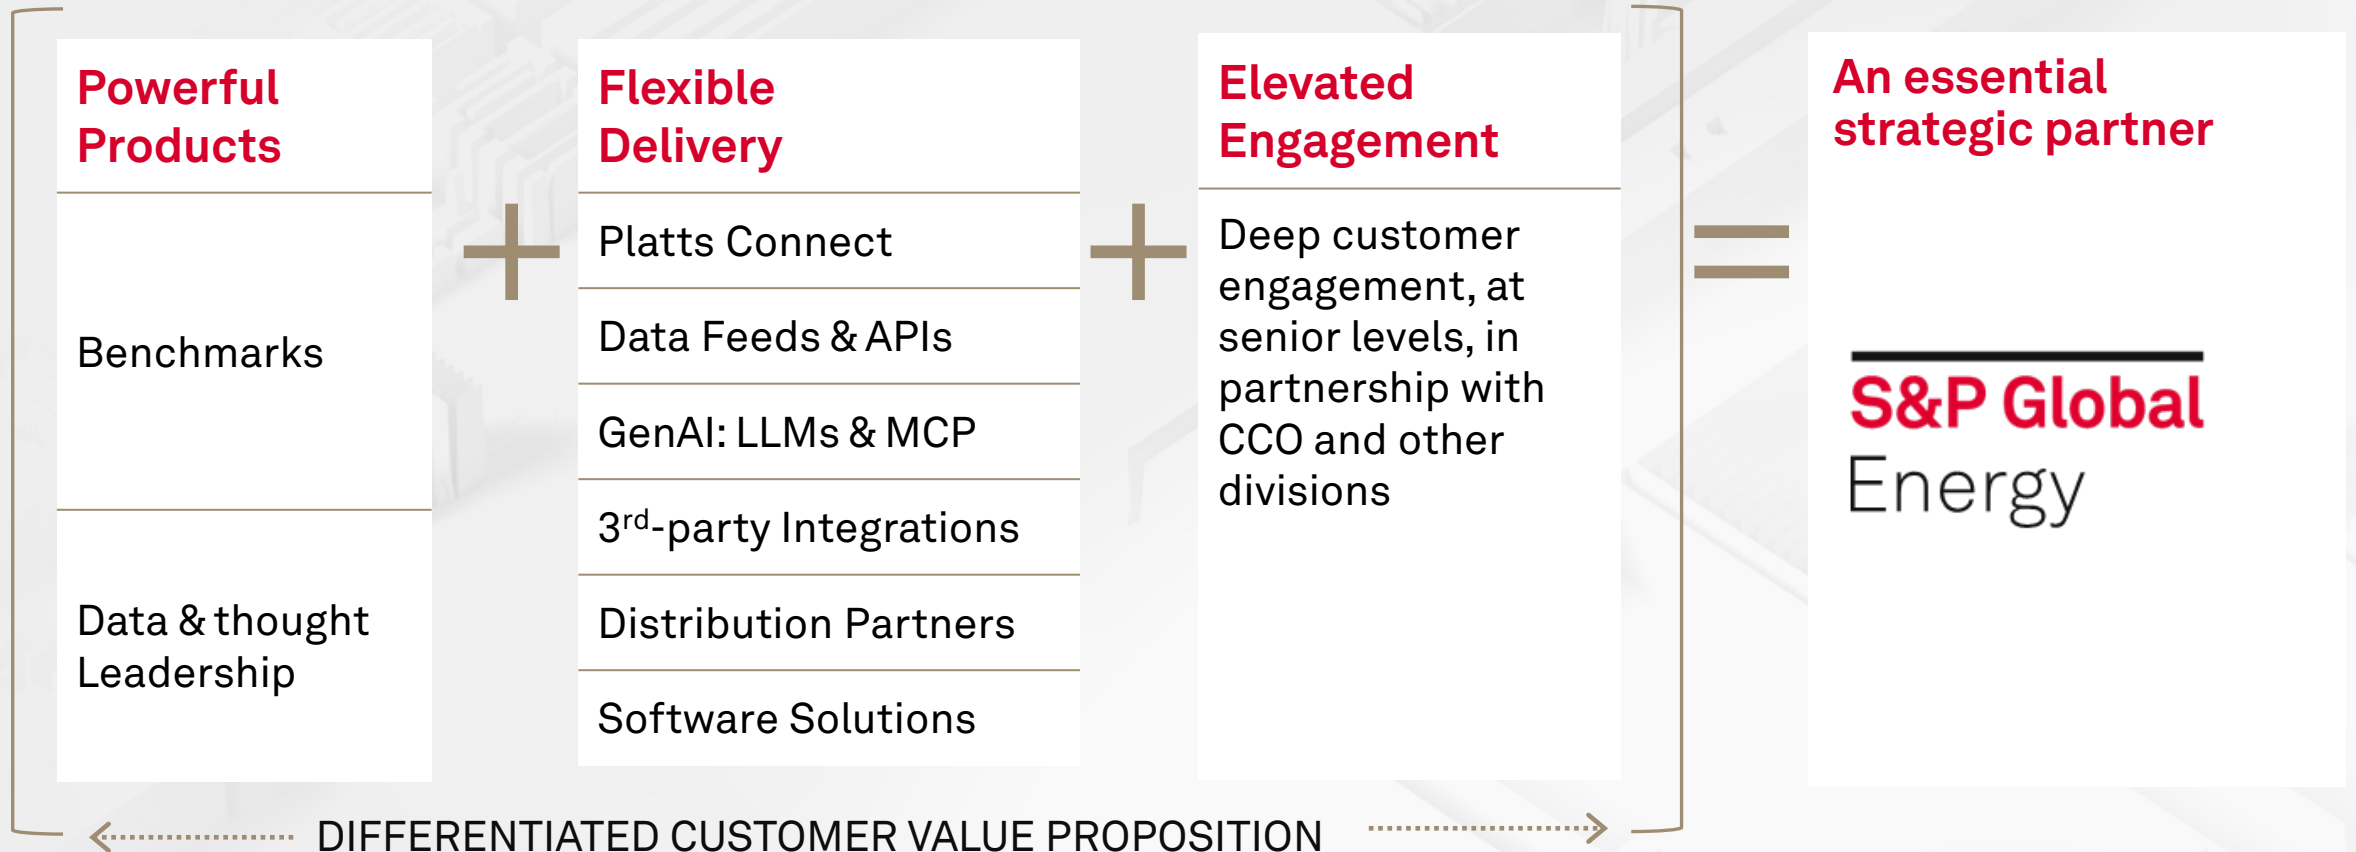 Powerful
Products
Benchmarks
Data & thought
Leadership
+
Flexible
Delivery
Platts Connect
Data Feeds & APIs
GenAI: LLMs & MCP
3rd-party Integrations
Distribution Partners
Software Solutions
+
Elevated
Engagement
Deep customer
engagement, at
senior levels, in
partnership with
CCO and other
divisions
=
An essential
strategic partner
S&P Global
Energy
DIFFERENTIATED CUSTOMER VALUE PROPOSITION